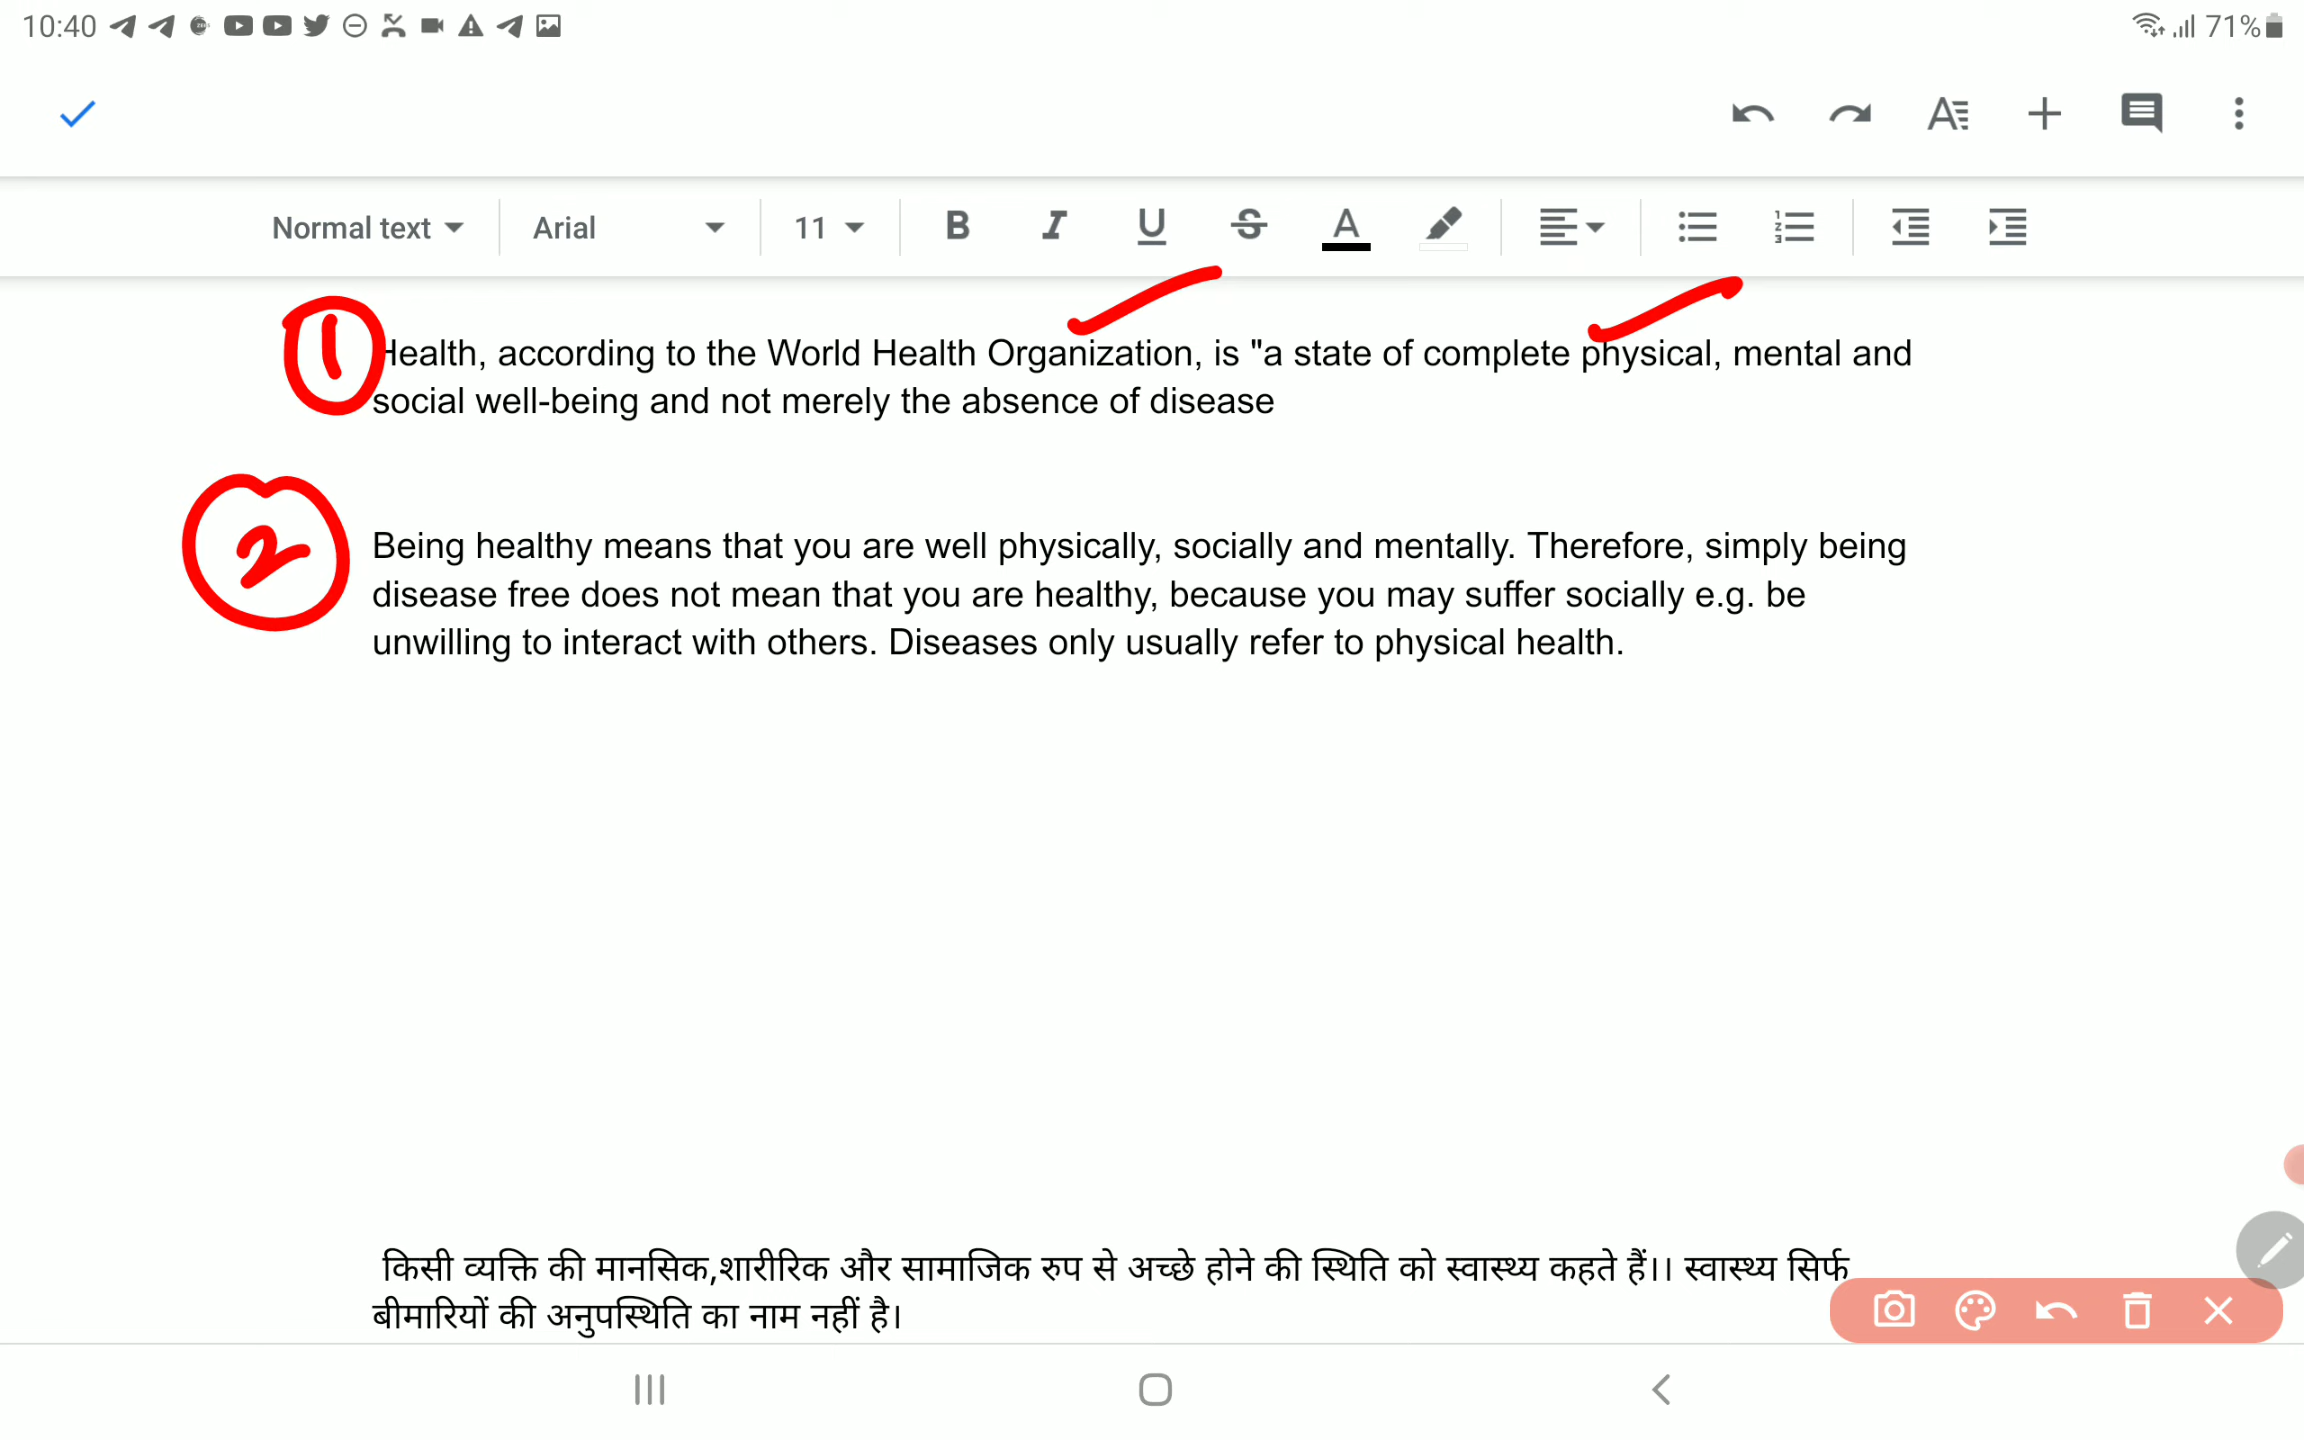 10:40 71%
Normal text Arial 11 B I U S A
1 Health, according to the World Health Organization, is "a state of complete physical, mental and
social well-being and not merely the absence of disease
2 Being healthy means that you are well physically, socially and mentally. Therefore, simply being
disease free does not mean that you are healthy, because you may suffer socially e.g. be
unwilling to interact with others. Diseases only usually refer to physical health.
किसी व्यक्ति की मानसिक,शारीरिक और सामाजिक रुप से अच्छे होने की स्थिति को स्वास्थ्य कहते हैं।। स्वास्थ्य सिर्फ
बीमारियों की अनुपस्थिति का नाम नहीं है।